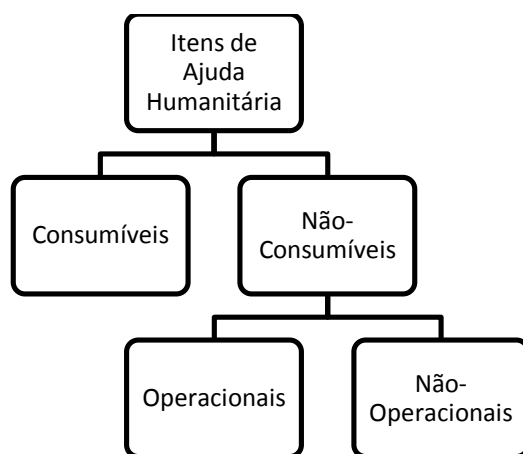 Itens de
Ajuda
Humanitária
Consumíveis
Não-
Consumíveis
Operacionais
Não-
Operacionais